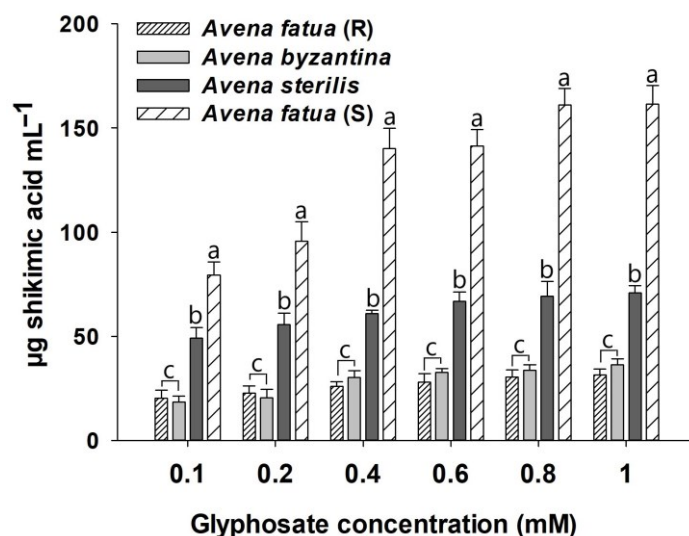 200
150
100
50
0
Avena fatua (R)
Avena byzantina
Avena sterilis
Avena fatua (S)
a
a
a
a
a
a
b
b
b
b
b
b
c
c
c
c
c
c
0.1 0.2 0.4 0.6 0.8 1
Glyphosate concentration (mM)
µg shikimic acid mL⁻¹